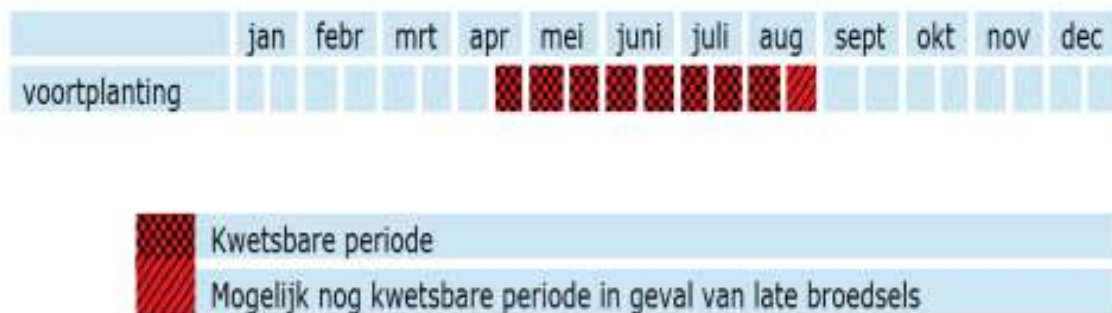 jan febr mrt apr mei juni juli aug sept okt nov dec
voortplanting
Kwetsbare periode
Mogelijk nog kwetsbare periode in geval van late broedsels